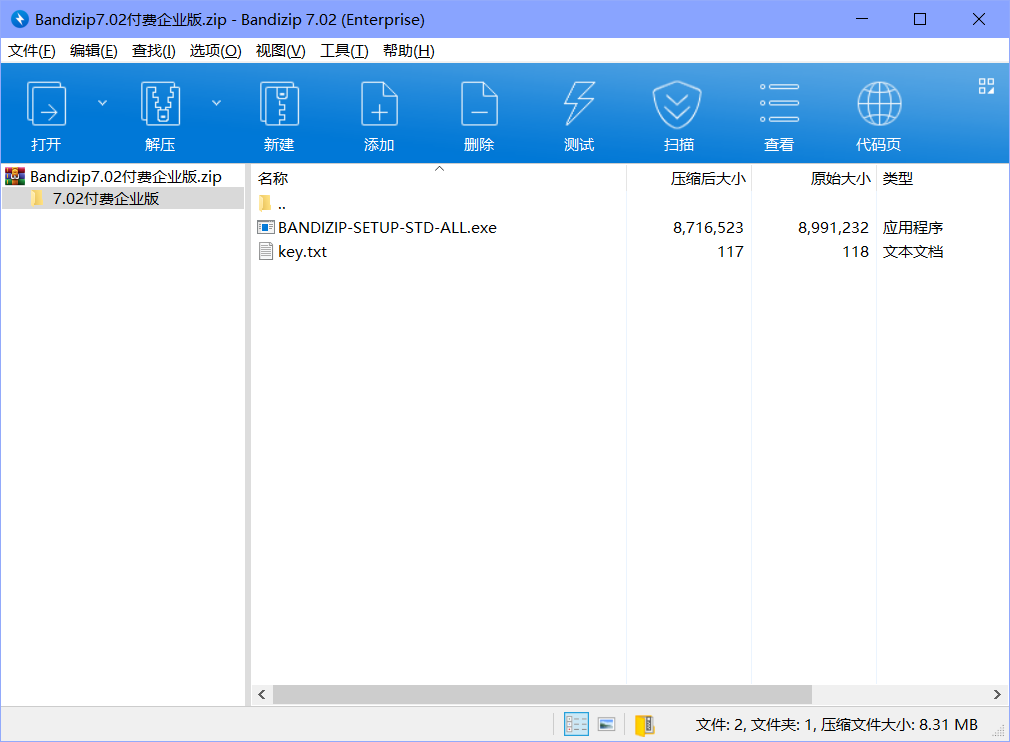 Bandizip7.02付费企业版.zip - Bandizip 7.02 (Enterprise)
文件(F) 编辑(E) 查找(I) 选项(O) 视图(V) 工具(T) 帮助(H)
打开 解压 新建 添加 删除 测试 扫描 查看 代码页
Bandizip7.02付费企业版.zip
7.02付费企业版
名称 压缩后大小 原始大小 类型
..
BANDIZIP-SETUP-STD-ALL.exe 8,716,523 8,991,232 应用程序
key.txt 117 118 文本文档
文件: 2, 文件夹: 1, 压缩文件大小: 8.31 MB